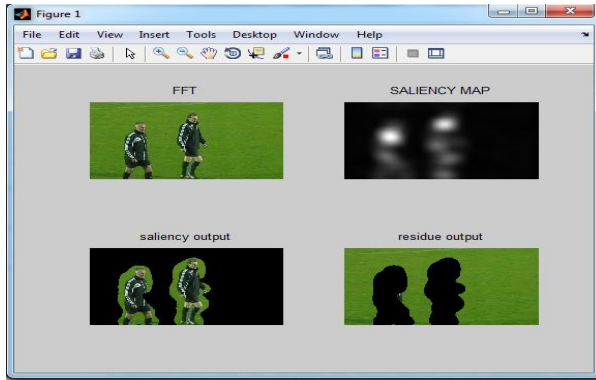 Figure 1
File Edit View Insert Tools Desktop Window Help
FFT
SALIENCY MAP
saliency output
residue output